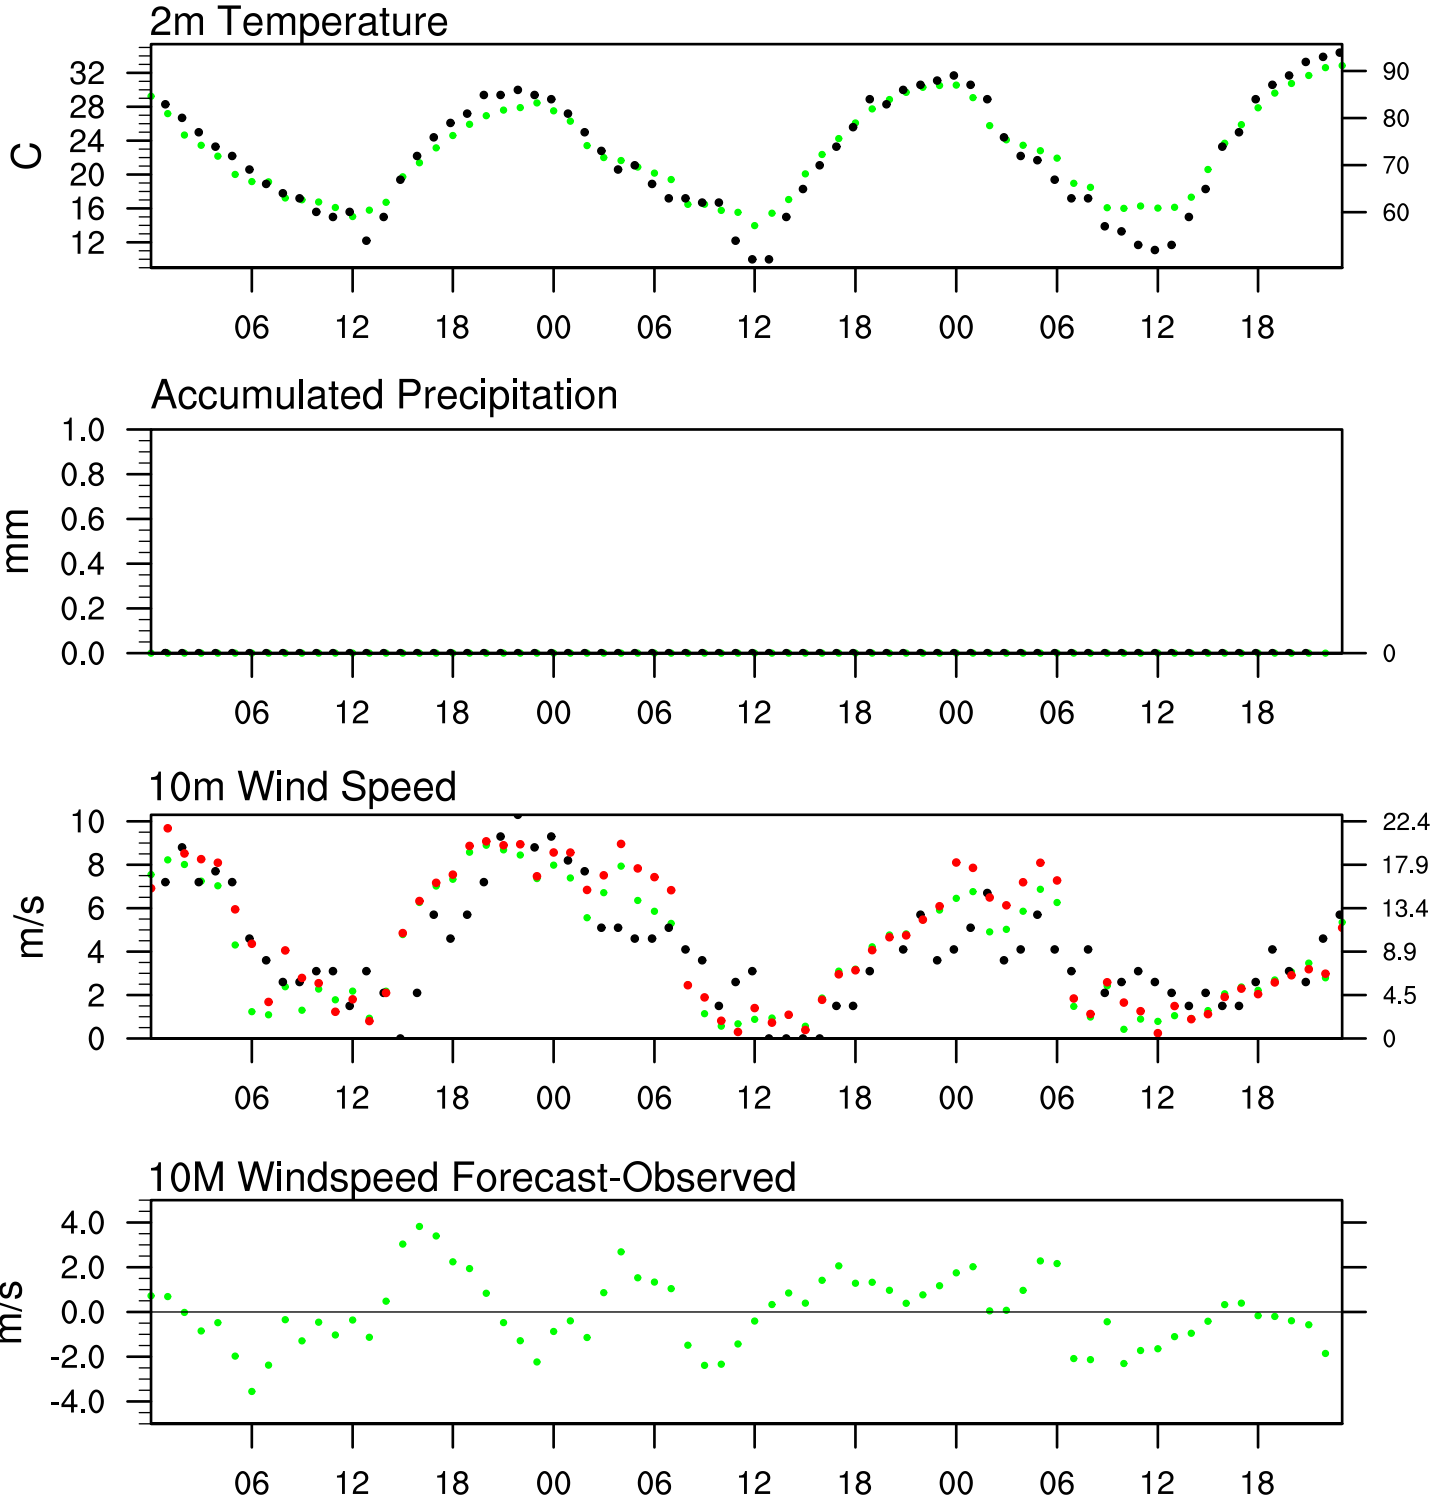 2m Temperature
32
28
24
20
16
12
C
90
80
70
60
06 12 18 00 06 12 18 00 06 12 18
Accumulated Precipitation
1.0
0.8
0.6
0.4
0.2
0.0
mm
0
06 12 18 00 06 12 18 00 06 12 18
10m Wind Speed
10
8
6
4
2
0
m/s
22.4
17.9
13.4
8.9
4.5
0
06 12 18 00 06 12 18 00 06 12 18
10M Windspeed Forecast-Observed
4.0
2.0
0.0
-2.0
-4.0
m/s
06 12 18 00 06 12 18 00 06 12 18